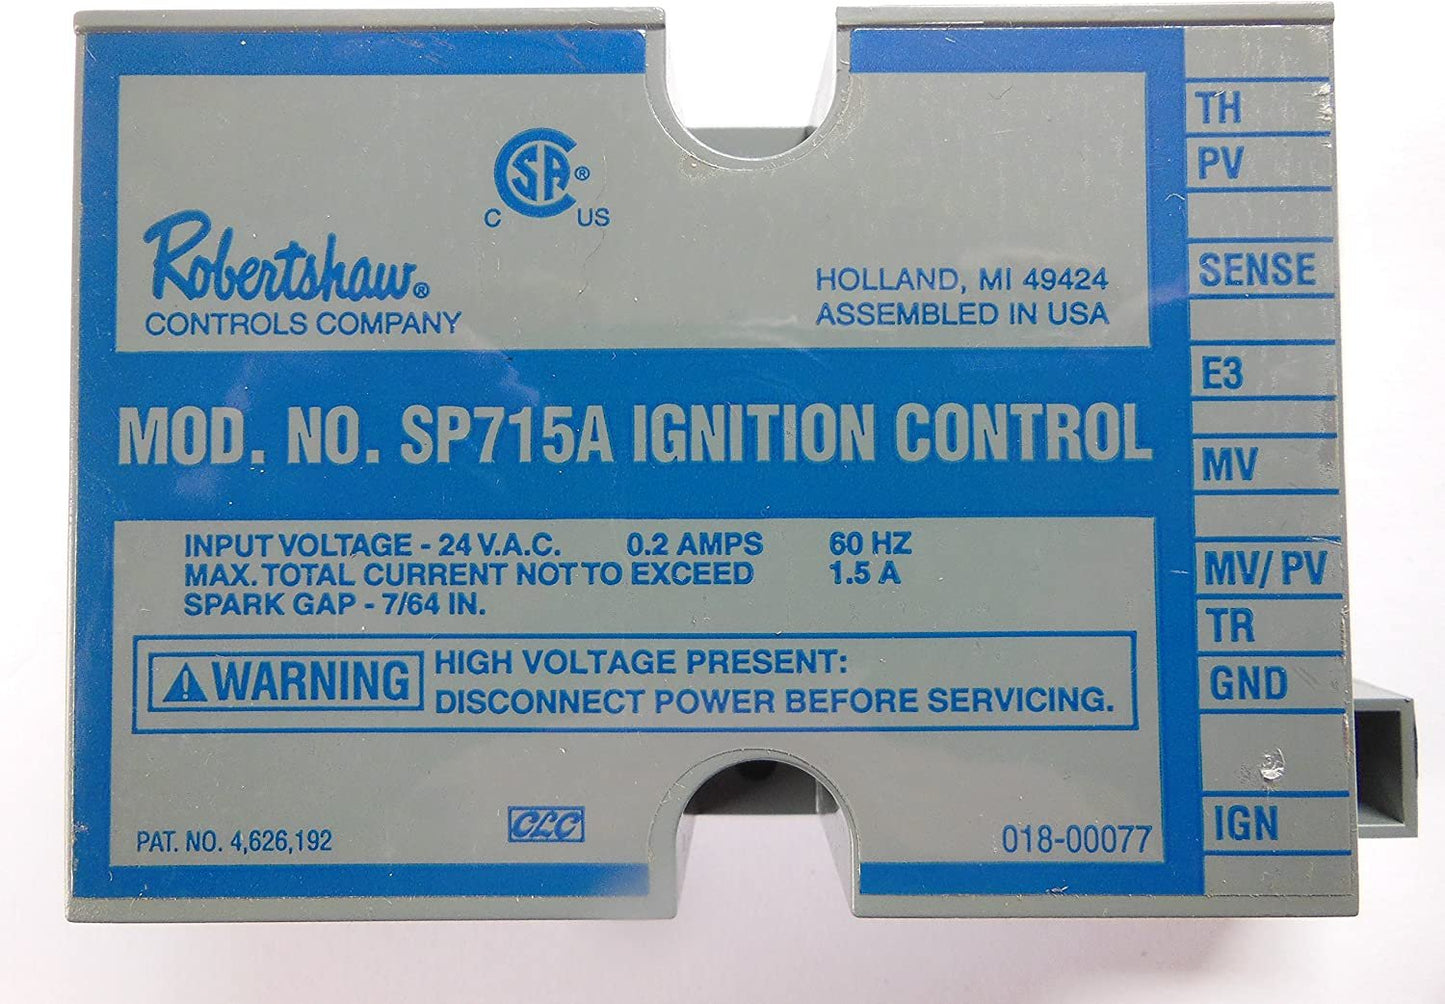 CSA®
C US
Robertshaw®
CONTROLS COMPANY
HOLLAND, MI 49424
ASSEMBLED IN USA
MOD. NO. SP715A IGNITION CONTROL
INPUT VOLTAGE - 24 V.A.C. 0.2 AMPS 60 HZ
MAX. TOTAL CURRENT NOT TO EXCEED 1.5 A
SPARK GAP - 7/64 IN.
WARNING
HIGH VOLTAGE PRESENT:
DISCONNECT POWER BEFORE SERVICING.
PAT. NO. 4,626,192
CLC
018-00077
TH
PV
SENSE
E3
MV
MV/PV
TR
GND
IGN